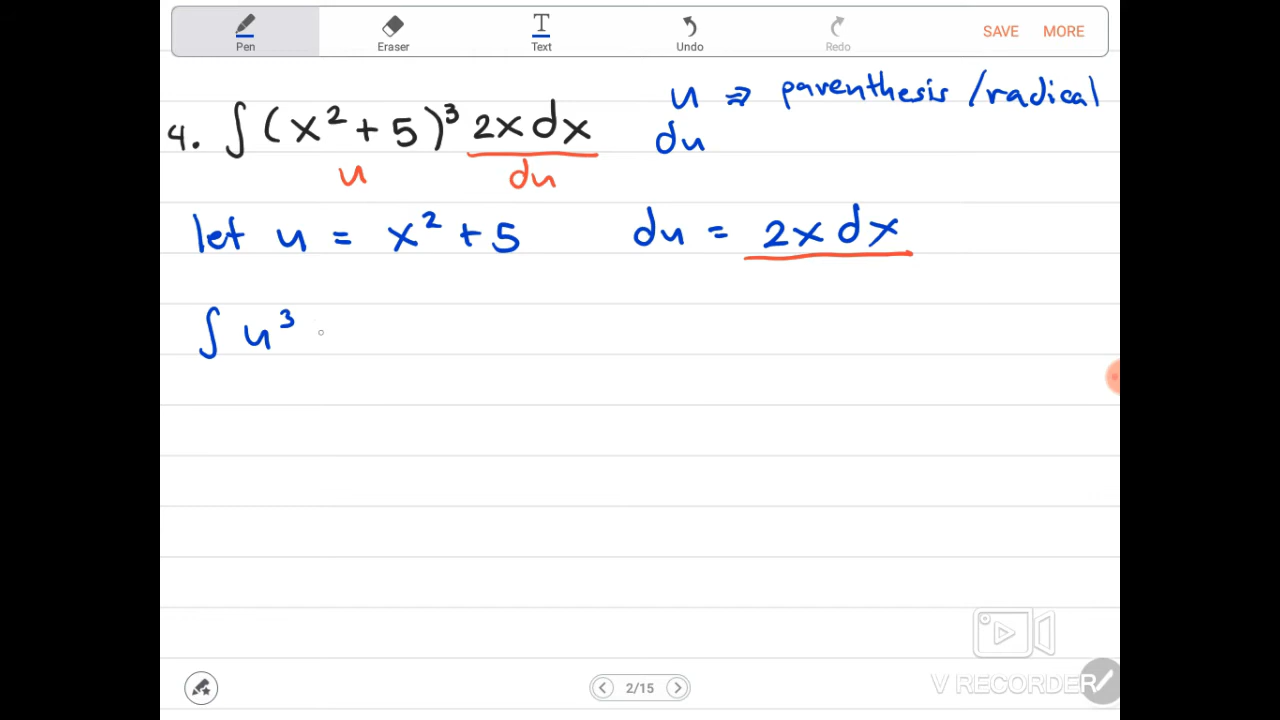 Pen Eraser Text Undo Redo SAVE MORE
4. ∫ (x² + 5)³ 2x dx
u ⇒ parenthesis /radical
du
u du
let u = x² + 5 du = 2x dx
∫ u³
2/15
V RECORDER